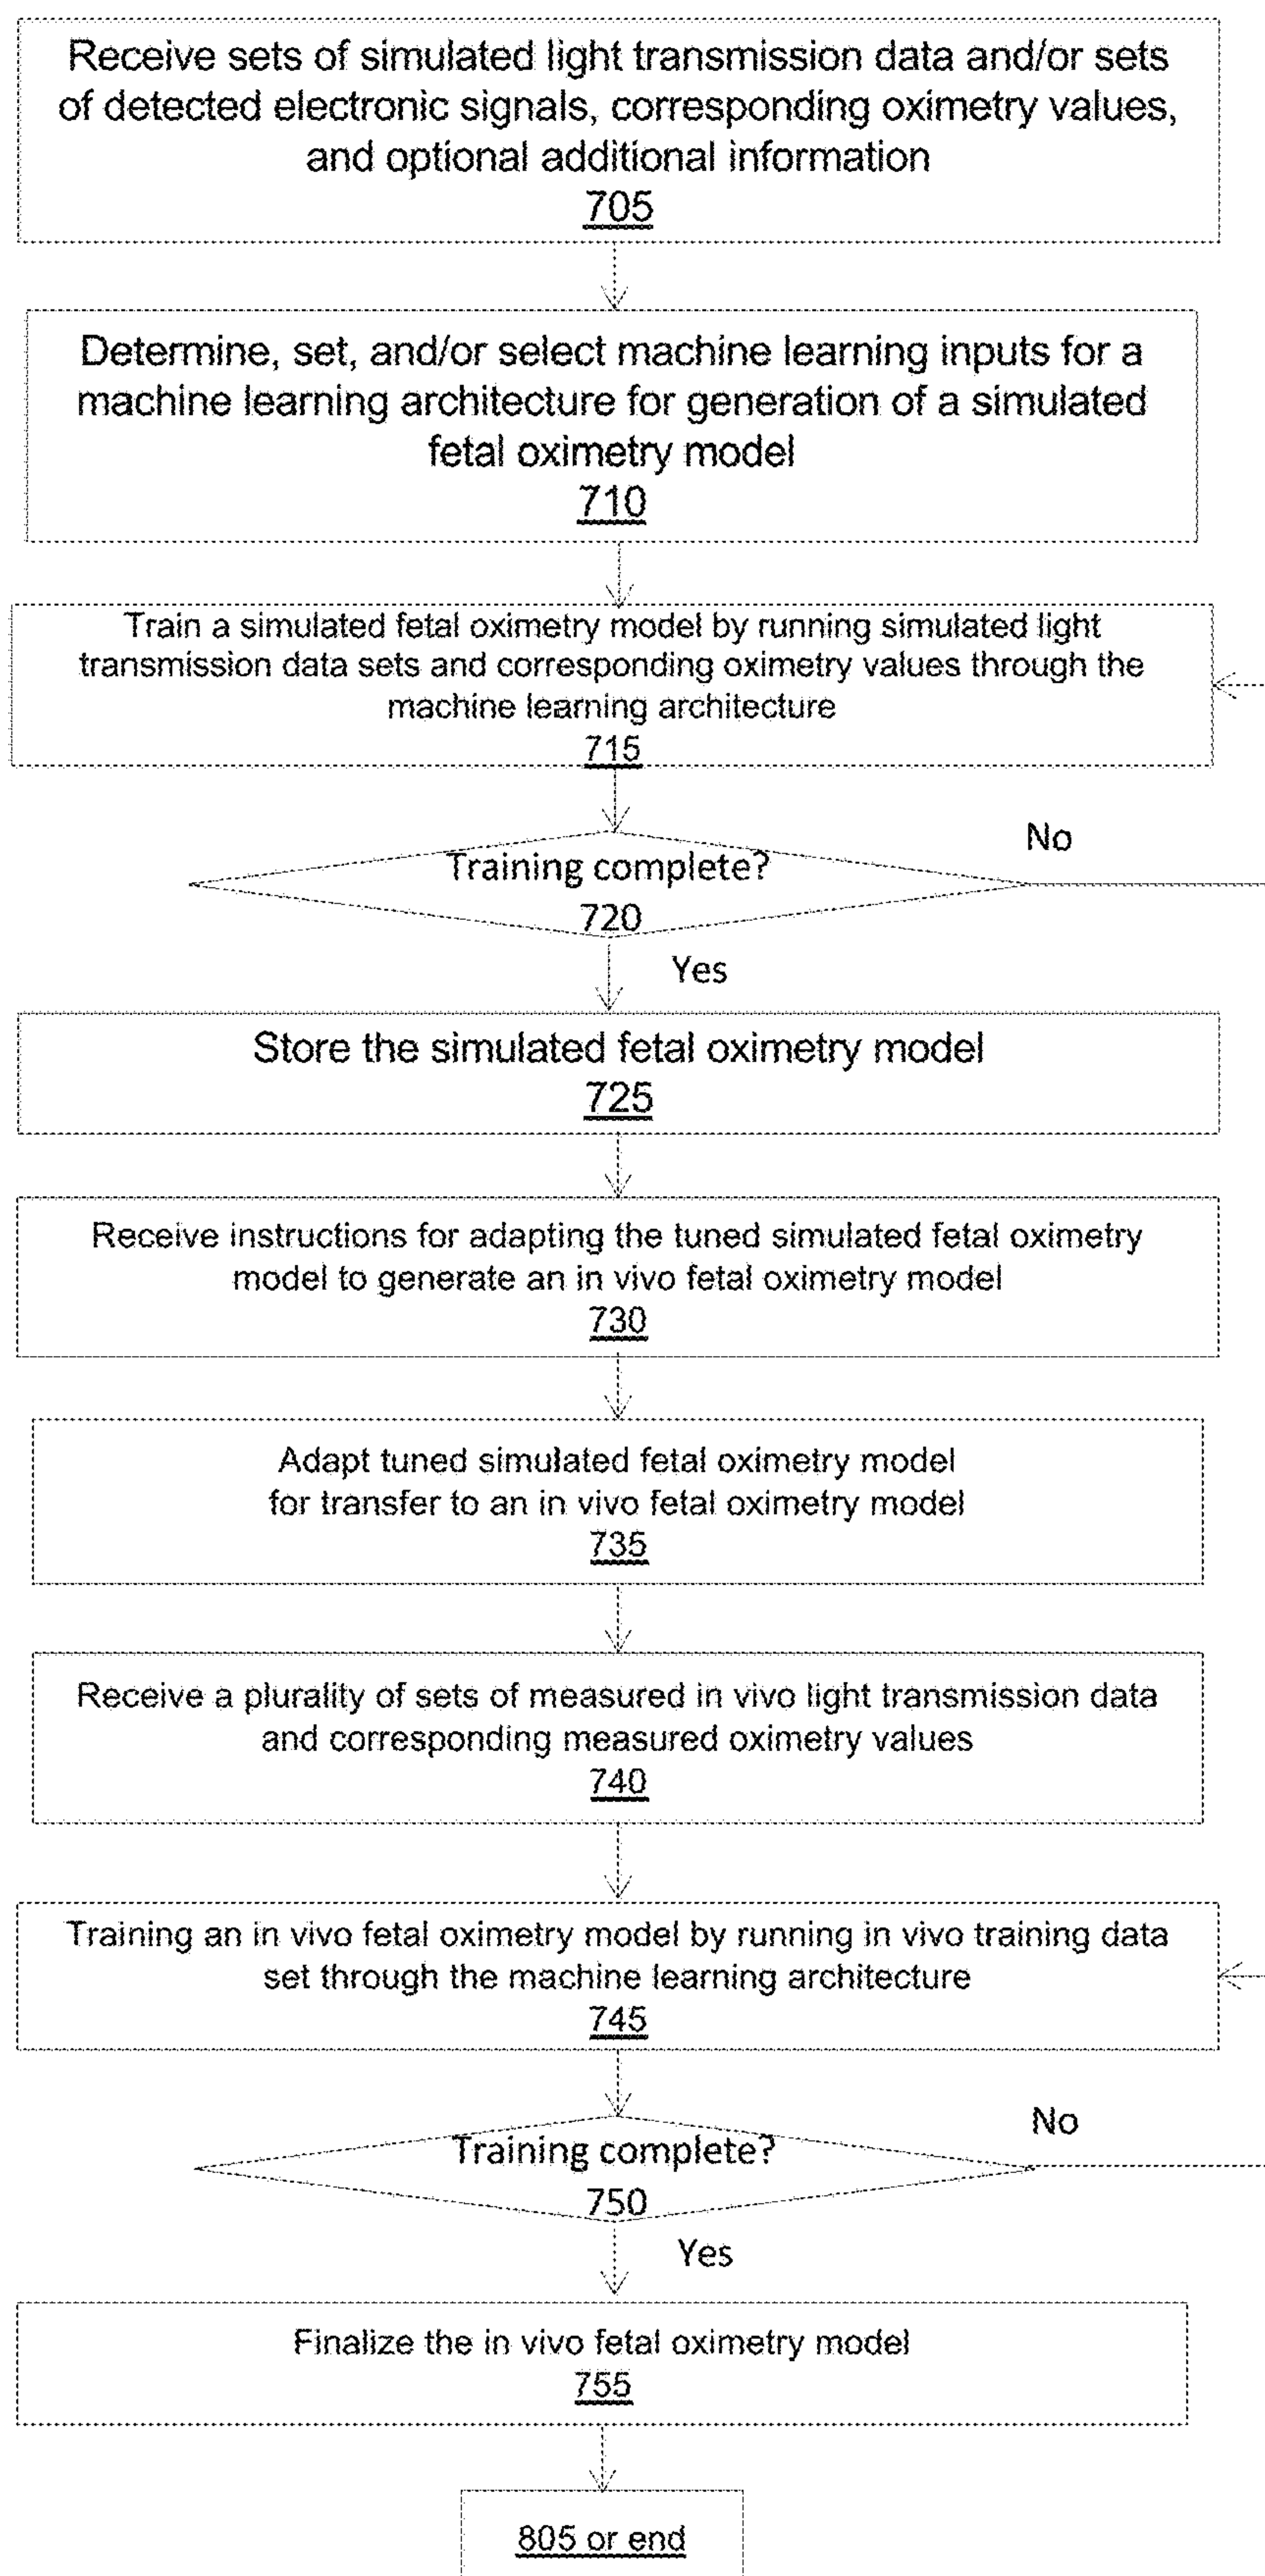 Receive sets of simulated light transmission data and/or sets
of detected electronic signals, corresponding oximetry values,
and optional additional information
705
Determine, set, and/or select machine learning inputs for a
machine learning architecture for generation of a simulated
fetal oximetry model
710
Train a simulated fetal oximetry model by running simulated light
transmission data sets and corresponding oximetry values through the
machine learning architecture
715
Training complete?
720
No
Yes
Store the simulated fetal oximetry model
725
Receive instructions for adapting the tuned simulated fetal oximetry
model to generate an in vivo fetal oximetry model
730
Adapt tuned simulated fetal oximetry model
for transfer to an in vivo fetal oximetry model
735
Receive a plurality of sets of measured in vivo light transmission data
and corresponding measured oximetry values
740
Training an in vivo fetal oximetry model by running in vivo training data
set through the machine learning architecture
745
Training complete?
750
No
Yes
Finalize the in vivo fetal oximetry model
755
805 or end